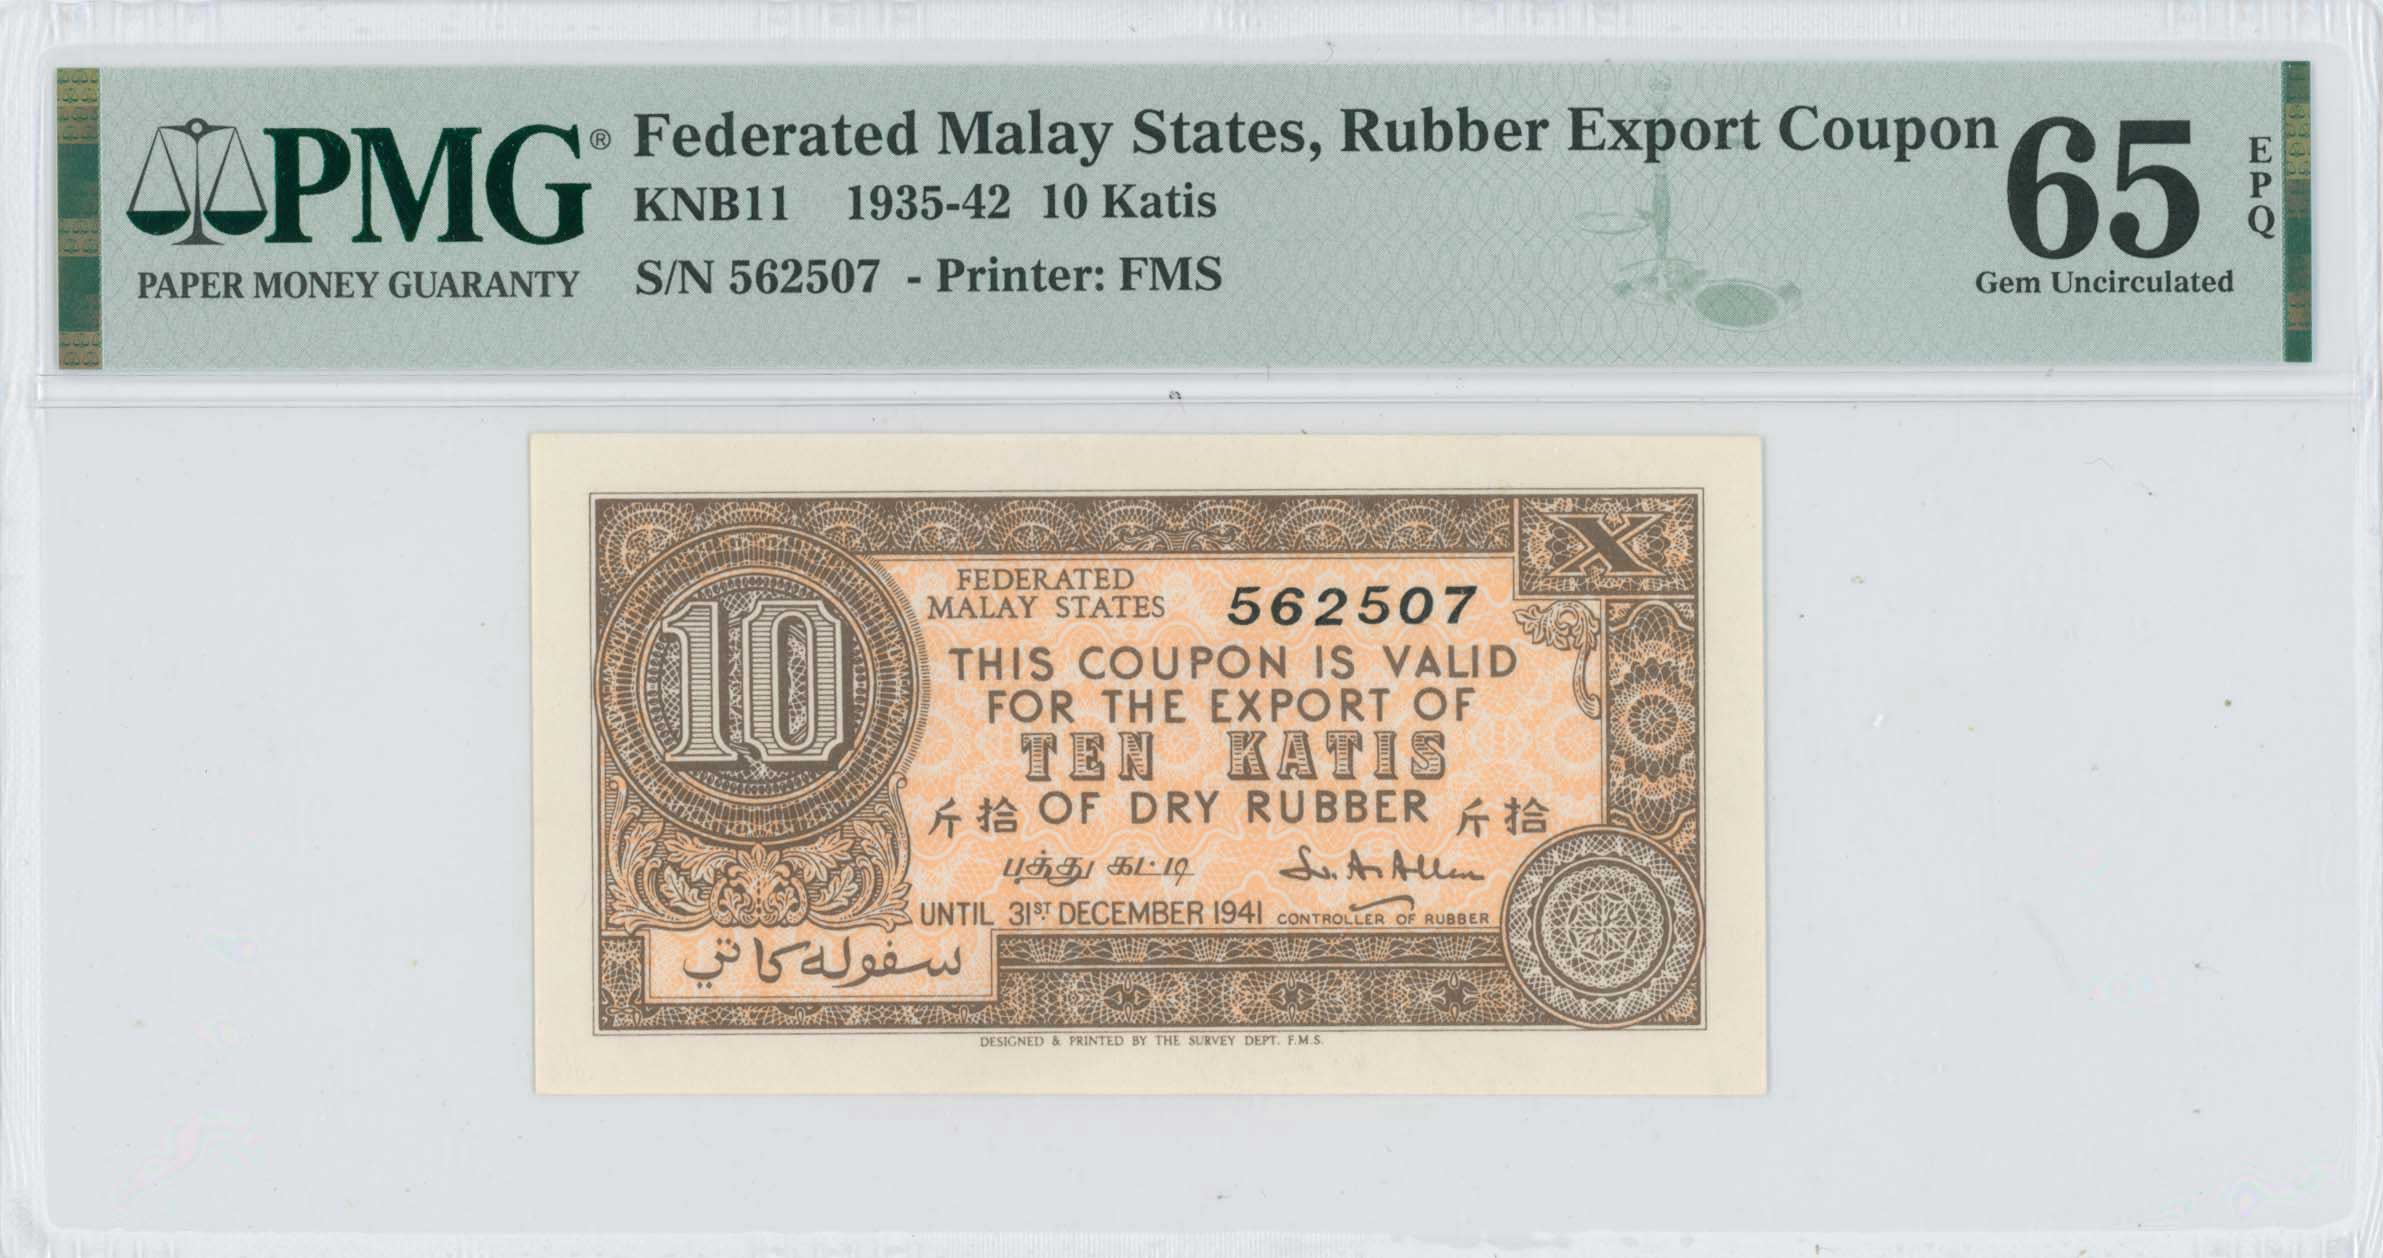 PMG®
PAPER MONEY GUARANTY
Federated Malay States, Rubber Export Coupon
KNB11 1935-42 10 Katis
S/N 562507 - Printer: FMS
65
EPQ
Gem Uncirculated
X
10
FEDERATED
MALAY STATES
562507
THIS COUPON IS VALID
FOR THE EXPORT OF
TEN KATIS
斤拾 OF DRY RUBBER 斤拾
பத்து கட்டி
UNTIL 31ST DECEMBER 1941 CONTROLLER OF RUBBER
سفوله كاتي
DESIGNED & PRINTED BY THE SURVEY DEPT. F.M.S.